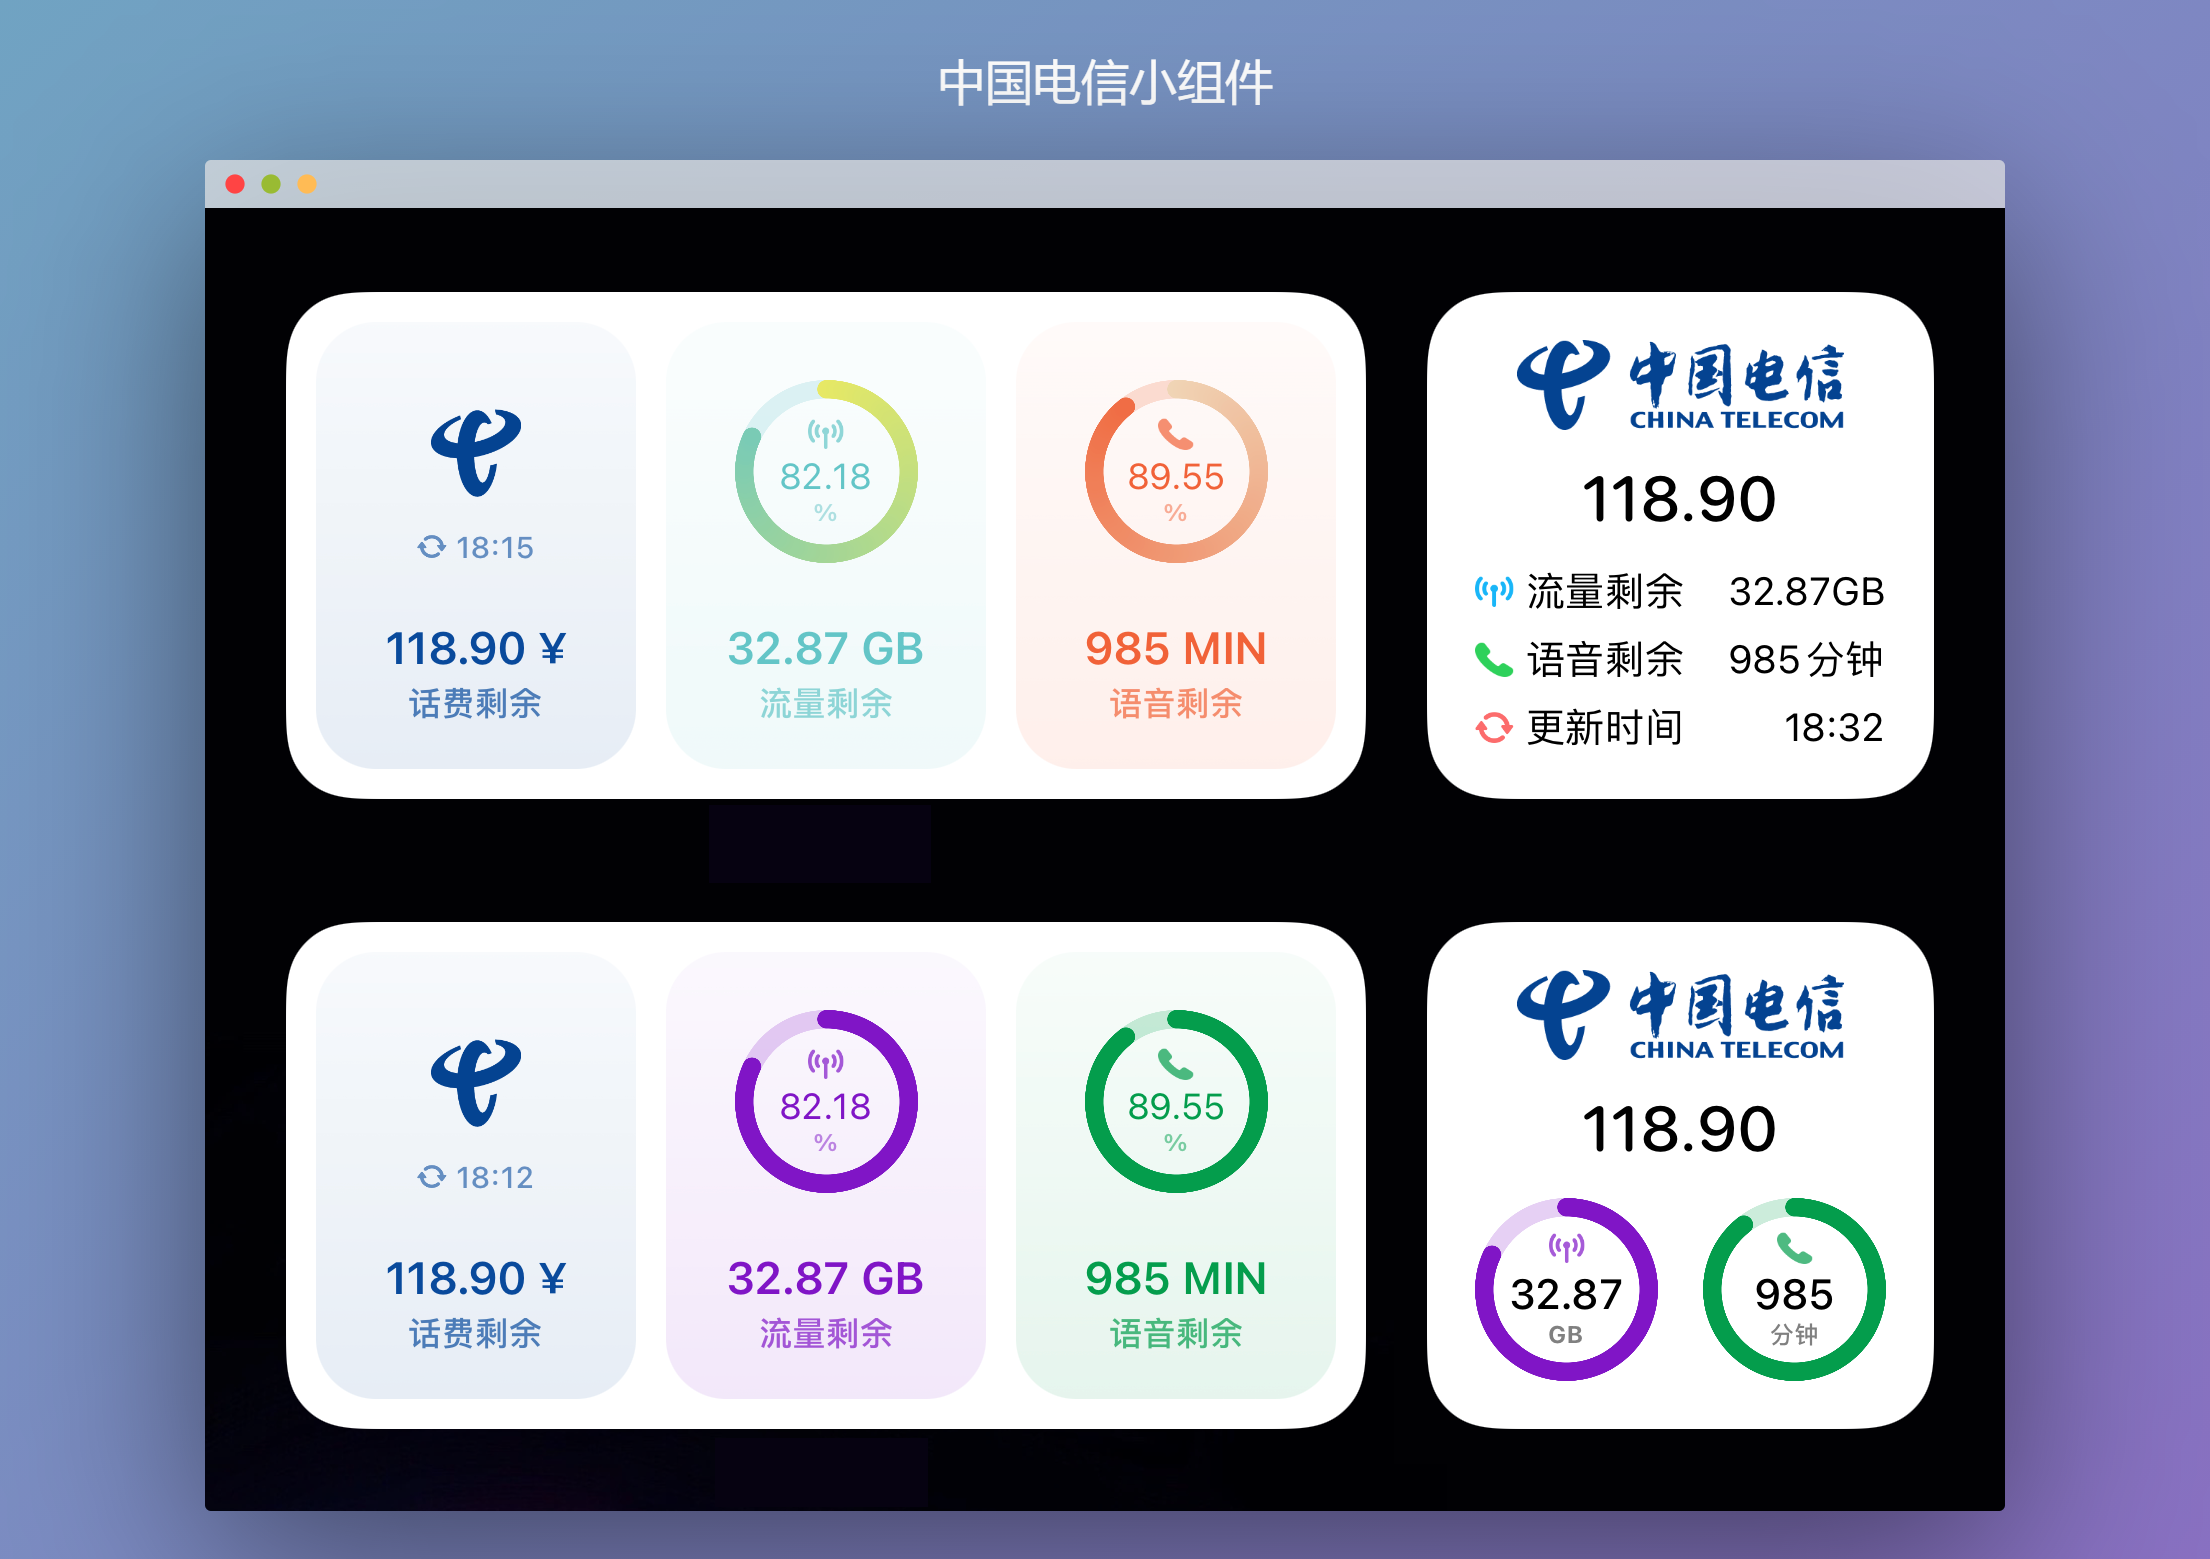 中国电信小组件
18:15
118.90 ¥
话费剩余
82.18
%
32.87 GB
流量剩余
89.55
%
985 MIN
语音剩余
中国电信
CHINA TELECOM
118.90
流量剩余 32.87GB
语音剩余 985分钟
更新时间 18:32
18:12
118.90 ¥
话费剩余
82.18
%
32.87 GB
流量剩余
89.55
%
985 MIN
语音剩余
中国电信
CHINA TELECOM
118.90
32.87
GB
985
分钟